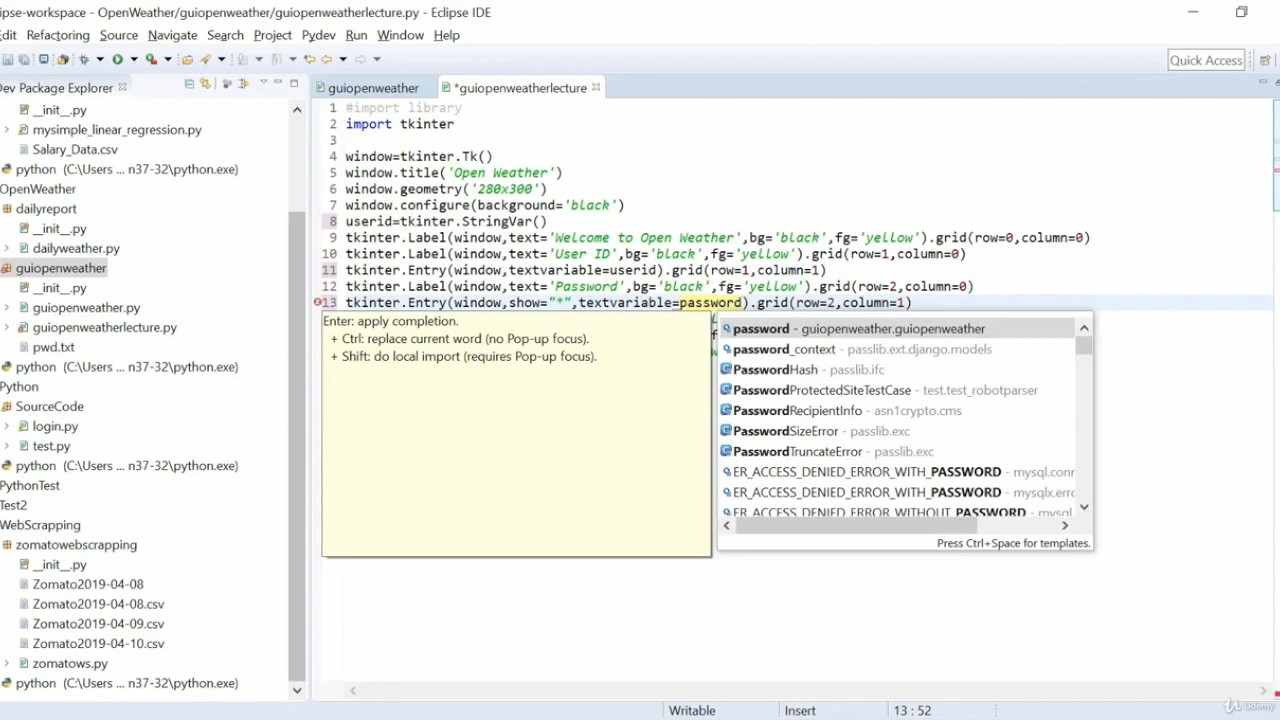 ipse-workspace - OpenWeather/guiopenweather/guiopenweatherlecture.py - Eclipse IDE
Edit Refactoring Source Navigate Search Project Pydev Run Window Help
Quick Access
Dev Package Explorer
guiopenweather *guiopenweatherlecture
__init__.py
mysimple_linear_regression.py
Salary_Data.csv
python (C:\Users ... n37-32\python.exe)
OpenWeather
dailyreport
__init__.py
dailyweather.py
guiopenweather
__init__.py
guiopenweather.py
guiopenweatherlecture.py
pwd.txt
python (C:\Users ... n37-32\python.exe)
Python
SourceCode
login.py
test.py
python (C:\Users ... n37-32\python.exe)
PythonTest
Test2
WebScrapping
zomatowebscrapping
__init__.py
Zomato2019-04-08
Zomato2019-04-08.csv
Zomato2019-04-09.csv
Zomato2019-04-10.csv
zomatows.py
python (C:\Users ... n37-32\python.exe)
1 #import library
2 import tkinter
3
4 window=tkinter.Tk()
5 window.title('Open Weather')
6 window.geometry('280x300')
7 window.configure(background='black')
8 userid=tkinter.StringVar()
9 tkinter.Label(window,text='Welcome to Open Weather',bg='black',fg='yellow').grid(row=0,column=0)
10 tkinter.Label(window,text='User ID',bg='black',fg='yellow').grid(row=1,column=0)
11 tkinter.Entry(window,textvariable=userid).grid(row=1,column=1)
12 tkinter.Label(window,text='Password',bg='black',fg='yellow').grid(row=2,column=0)
13 tkinter.Entry(window,show="*",textvariable=password).grid(row=2,column=1)
Enter: apply completion.
+ Ctrl: replace current word (no Pop-up focus).
+ Shift: do local import (requires Pop-up focus).
password - guiopenweather.guiopenweather
password_context - passlib.ext.django.models
PasswordHash - passlib.ifc
PasswordProtectedSiteTestCase - test.test_robotparser
PasswordRecipientInfo - asn1crypto.cms
PasswordSizeError - passlib.exc
PasswordTruncateError - passlib.exc
ER_ACCESS_DENIED_ERROR_WITH_PASSWORD - mysql.conr
ER_ACCESS_DENIED_ERROR_WITH_PASSWORD - mysqlx.errc
ER_ACCESS_DENIED_ERROR_WITHOUT_PASSWORD - mysql
Press Ctrl+Space for templates.
Writable Insert 13 : 52
Udemy